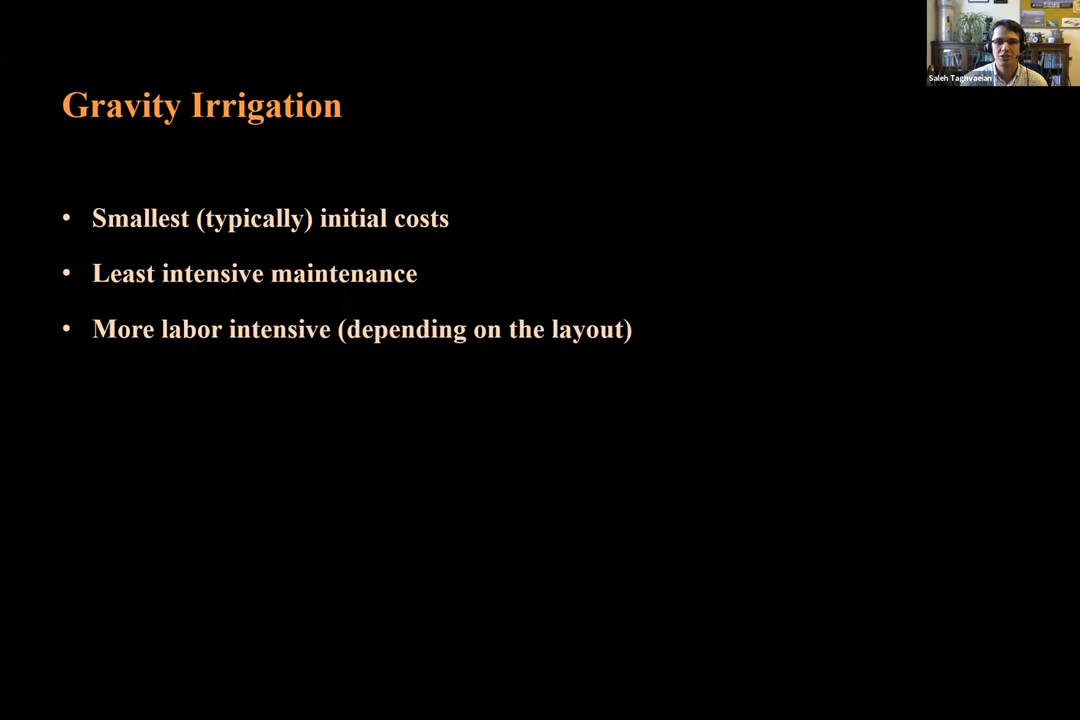 Saleh Taghvaeian
Gravity Irrigation
• Smallest (typically) initial costs
• Least intensive maintenance
• More labor intensive (depending on the layout)